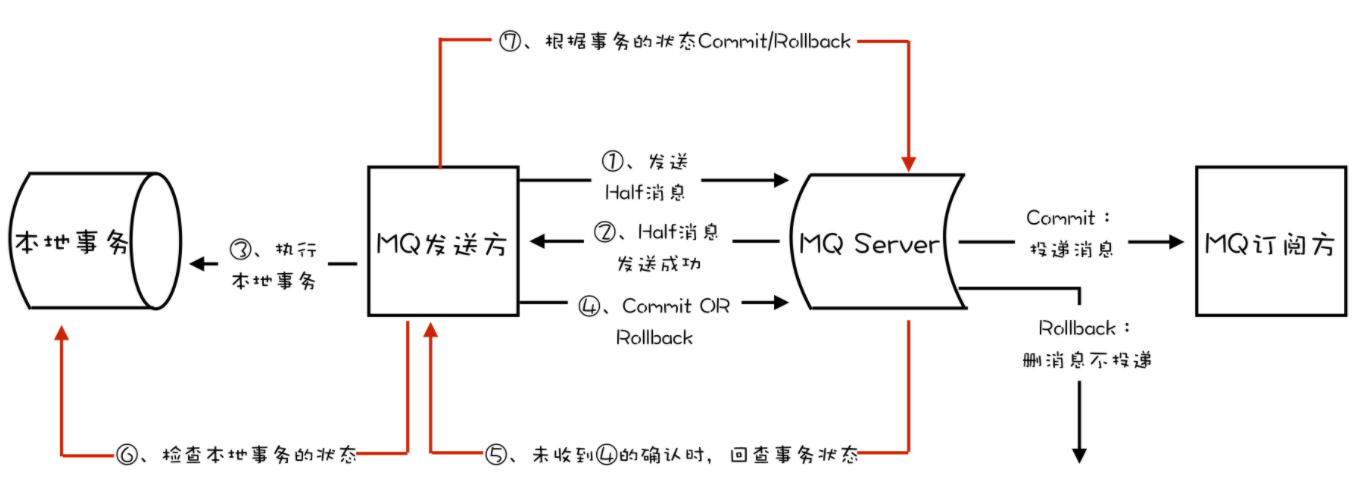 ⑦、根据事务的状态Commit/Rollback
①、发送
Half消息
②、Half消息
发送成功
③、执行
本地事务
④、Commit OR
Rollback
本地事务
MQ发送方
MQ Server
Commit：
投递消息
MQ订阅方
Rollback：
删消息不投递
⑥、检查本地事务的状态
⑤、未收到④的确认时，回查事务状态